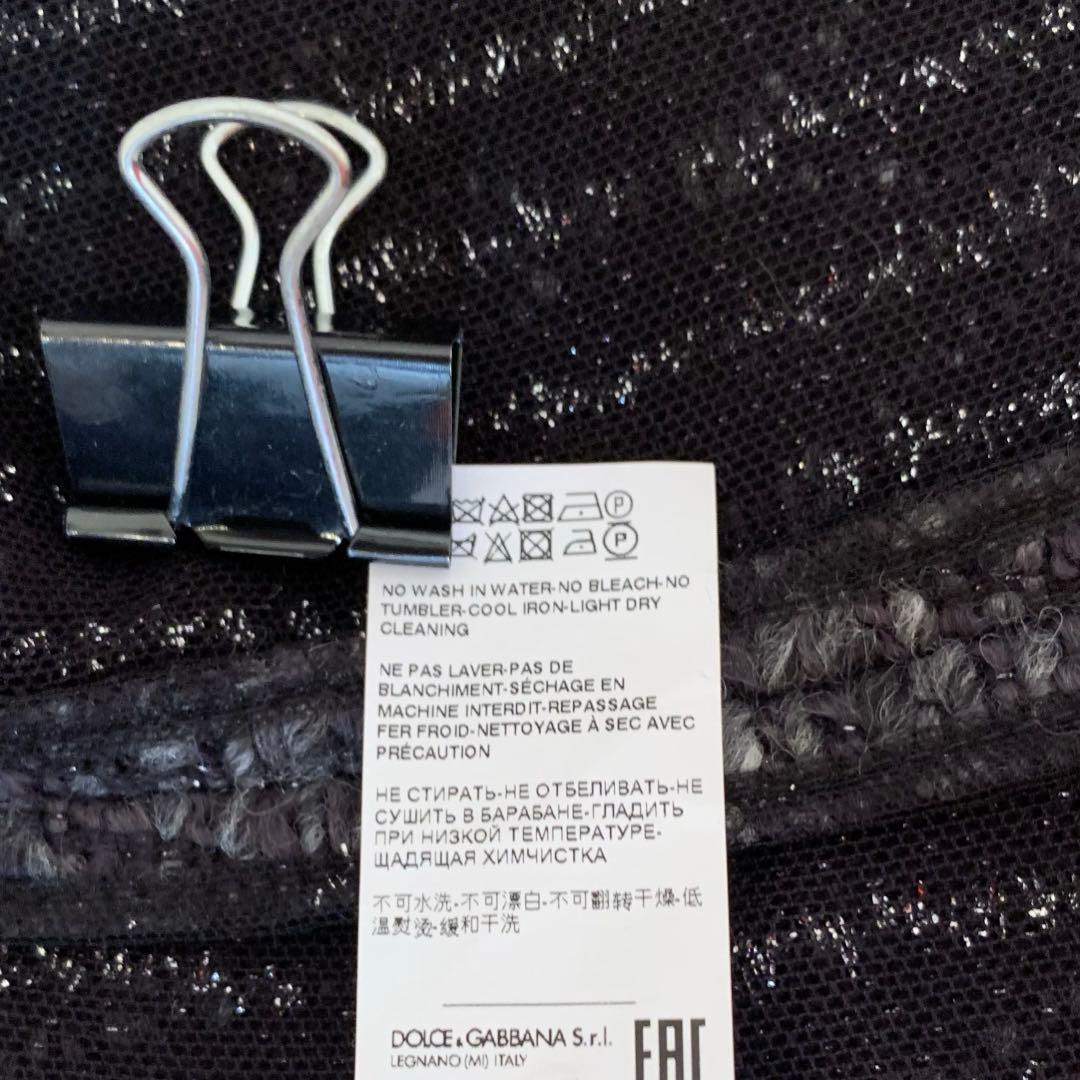 P
P
NO WASH IN WATER-NO BLEACH-NO
TUMBLER-COOL IRON-LIGHT DRY
CLEANING
NE PAS LAVER-PAS DE
BLANCHIMENT-SÉCHAGE EN
MACHINE INTERDIT-REPASSAGE
FER FROID-NETTOYAGE À SEC AVEC
PRÉCAUTION
НЕ СТИРАТЬ-НЕ ОТБЕЛИВАТЬ-НЕ
СУШИТЬ В БАРАБАНЕ-ГЛАДИТЬ
ПРИ НИЗКОЙ ТЕМПЕРАТУРЕ-
ЩАДЯЩАЯ ХИМЧИСТКА
不可水洗-不可漂白-不可翻转干燥-低
温熨烫-緩和干洗
DOLCE & GABBANA S.r.l.
LEGNANO (MI) ITALY
EAC